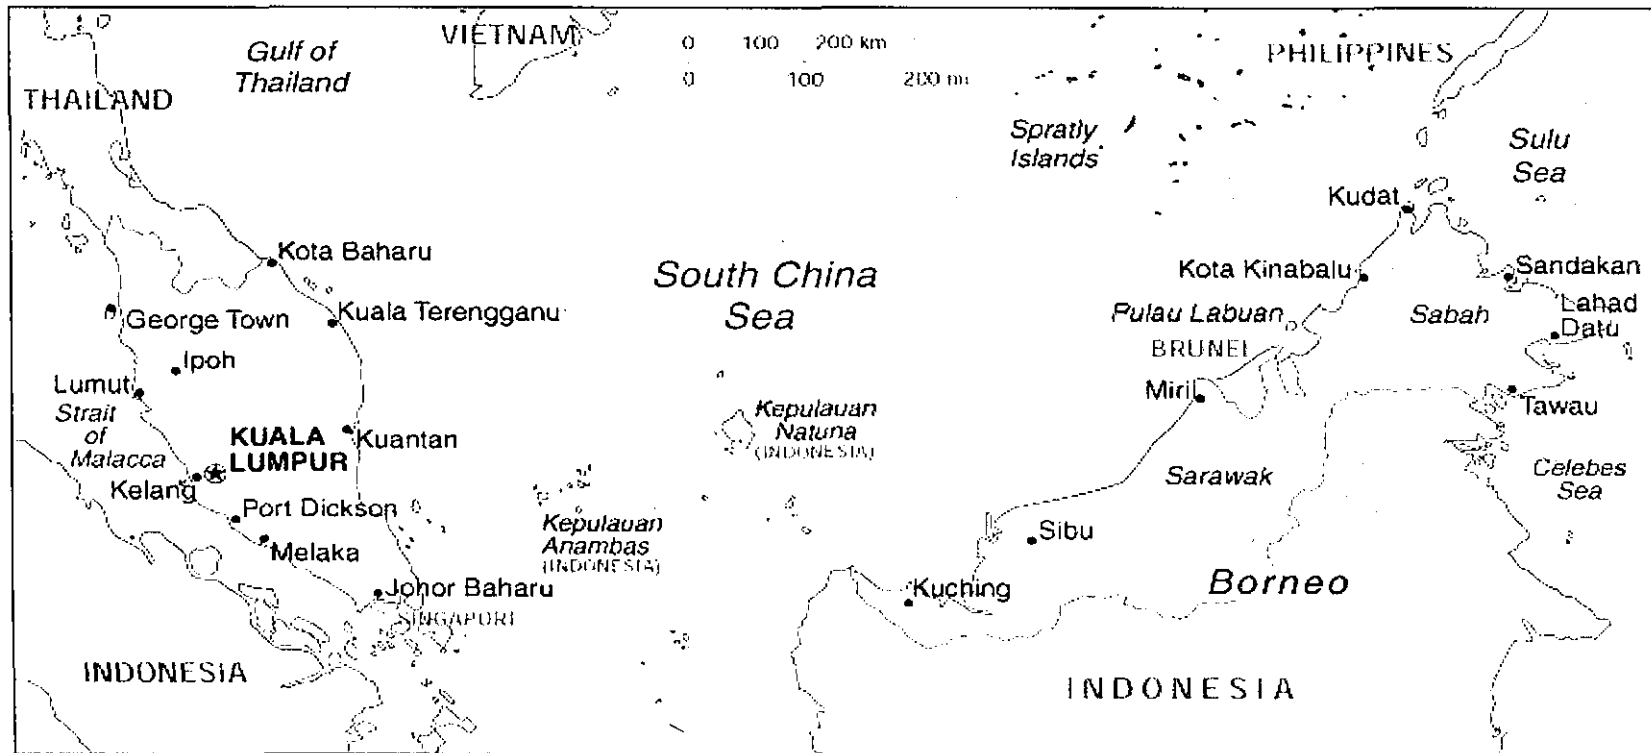 VIETNAM
0 100 200 km
0 100 200 mi
PHILIPPINES
Gulf of
Thailand
THAILAND
Spratly
Islands
Sulu
Sea
Kudat
Kota Baharu
South China
Sea
Kota Kinabalu
Sandakan
George Town
Kuala Terengganu
Pulau Labuan
Sabah
Lahad
Datu
BRUNEI
Ipoh
Lumut
Miri
Tawau
Strait
of
Malacca
KUALA
LUMPUR
Kuantan
Kepulauan
Natuna
(INDONESIA)
Sarawak
Celebes
Sea
Kelang
Port Dickson
Melaka
Kepulauan
Anambas
(INDONESIA)
Sibu
Johor Baharu
SINGAPORE
Kuching
Borneo
INDONESIA
INDONESIA